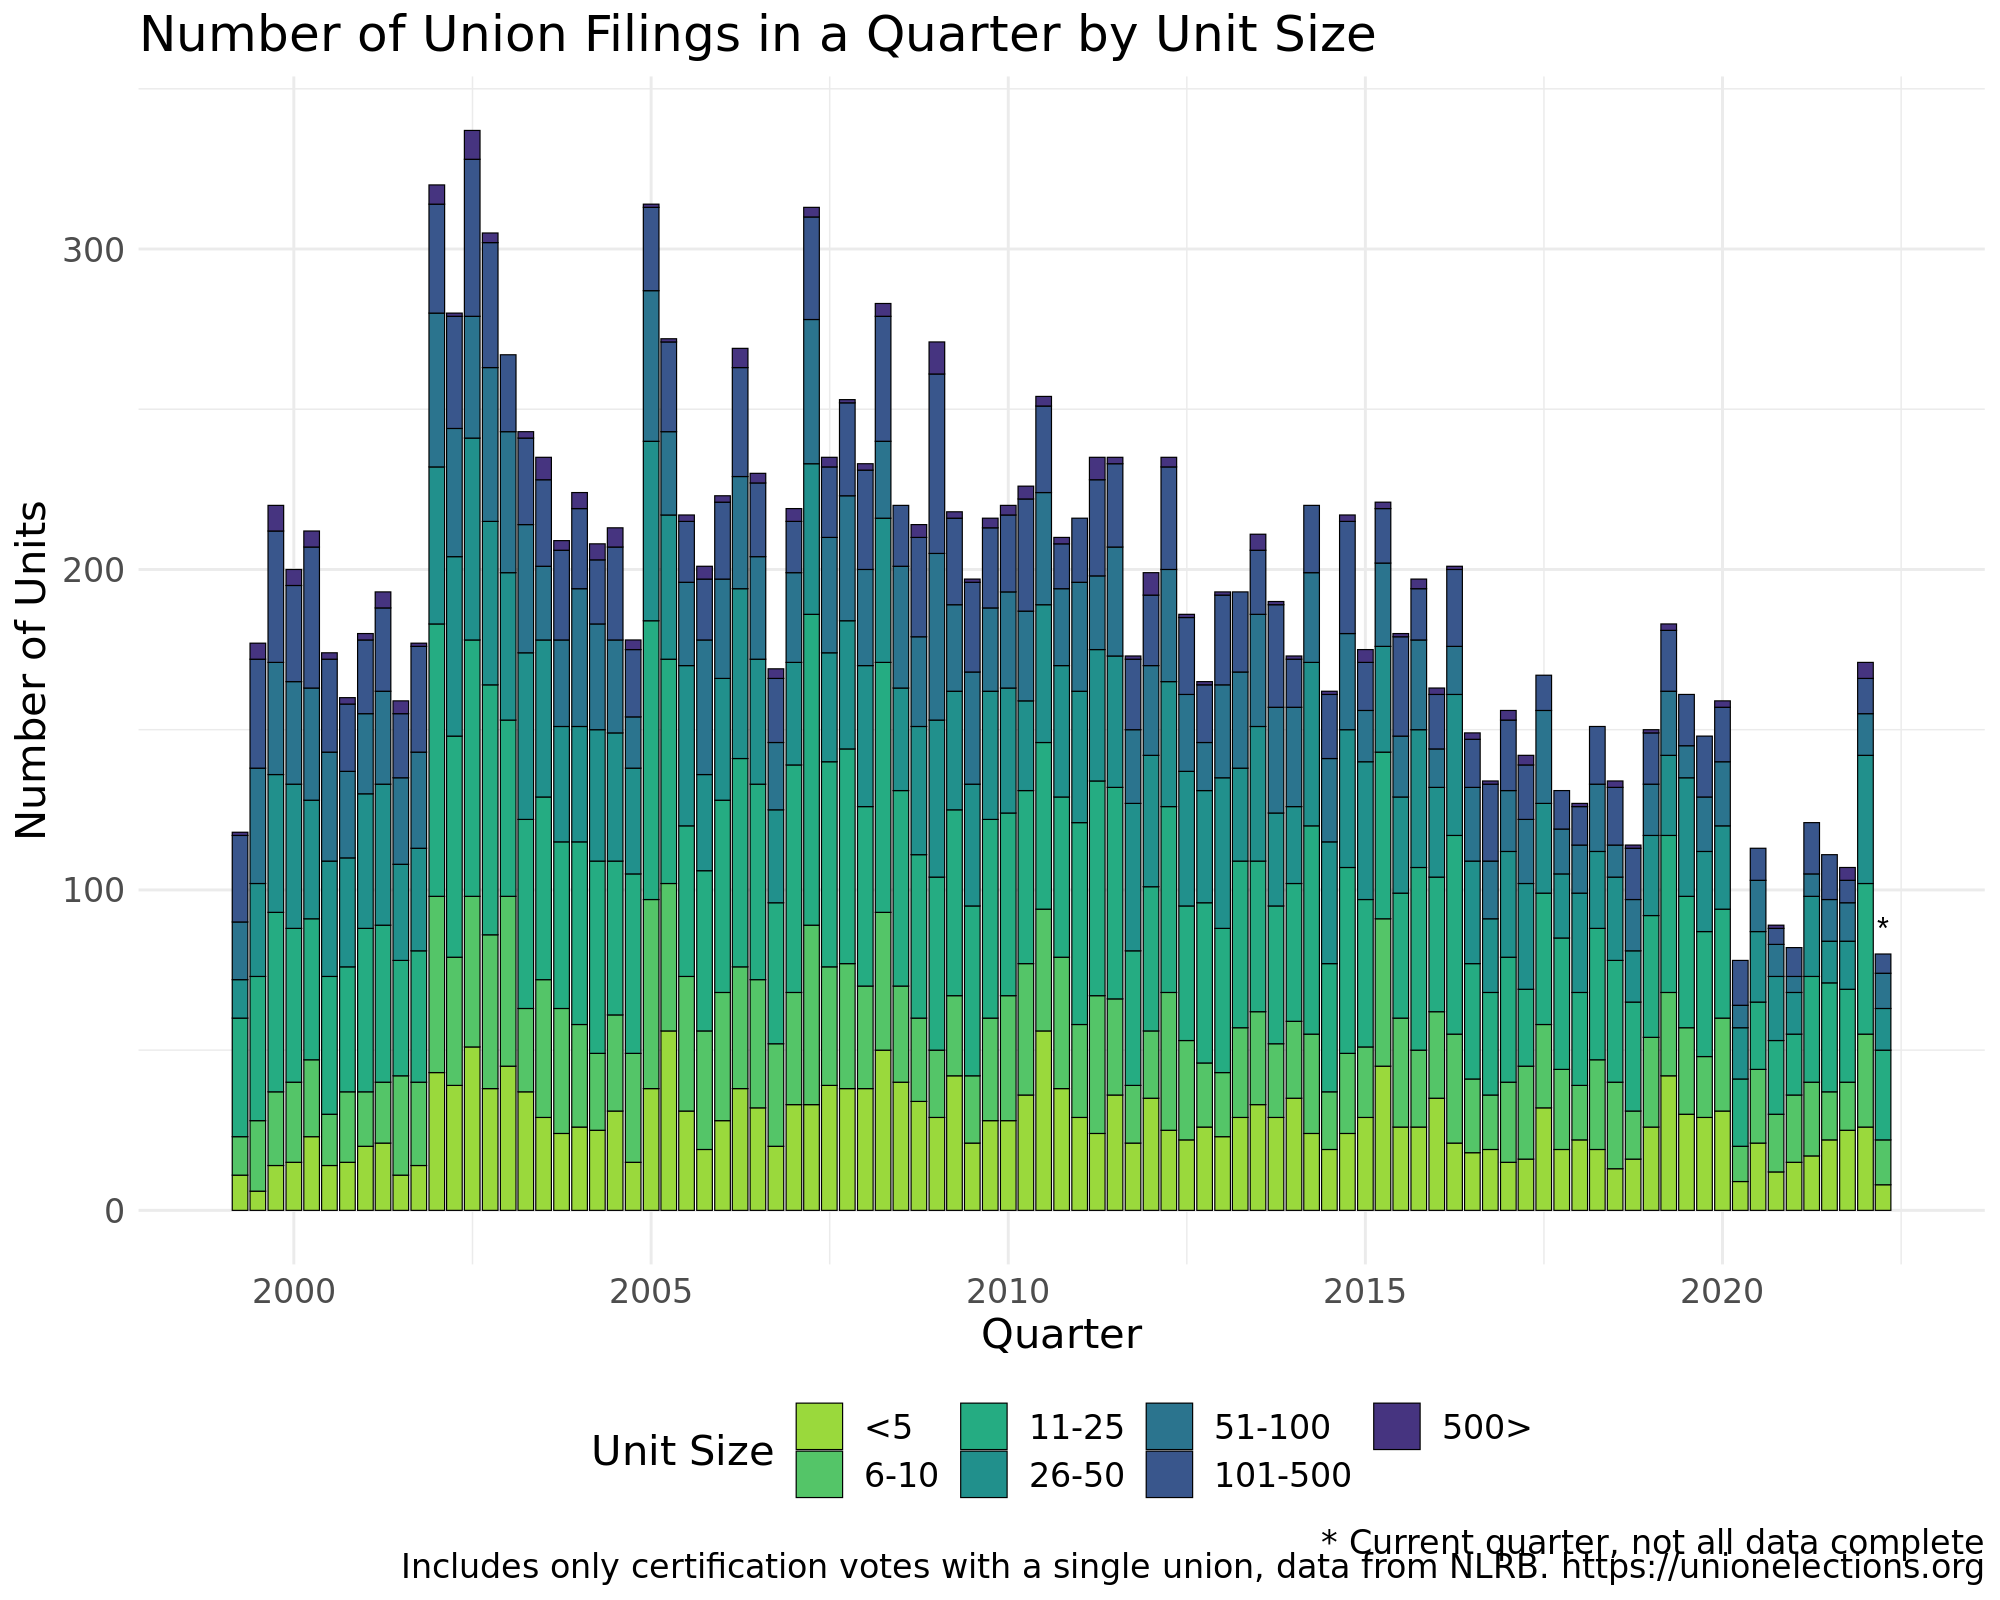 Number of Union Filings in a Quarter by Unit Size
Number of Units
300
200
100
0
*
2000 2005 2010 2015 2020
Quarter
Unit Size
<5 11-25 51-100 500>
6-10 26-50 101-500
* Current quarter, not all data complete
Includes only certification votes with a single union, data from NLRB. https://unionelections.org